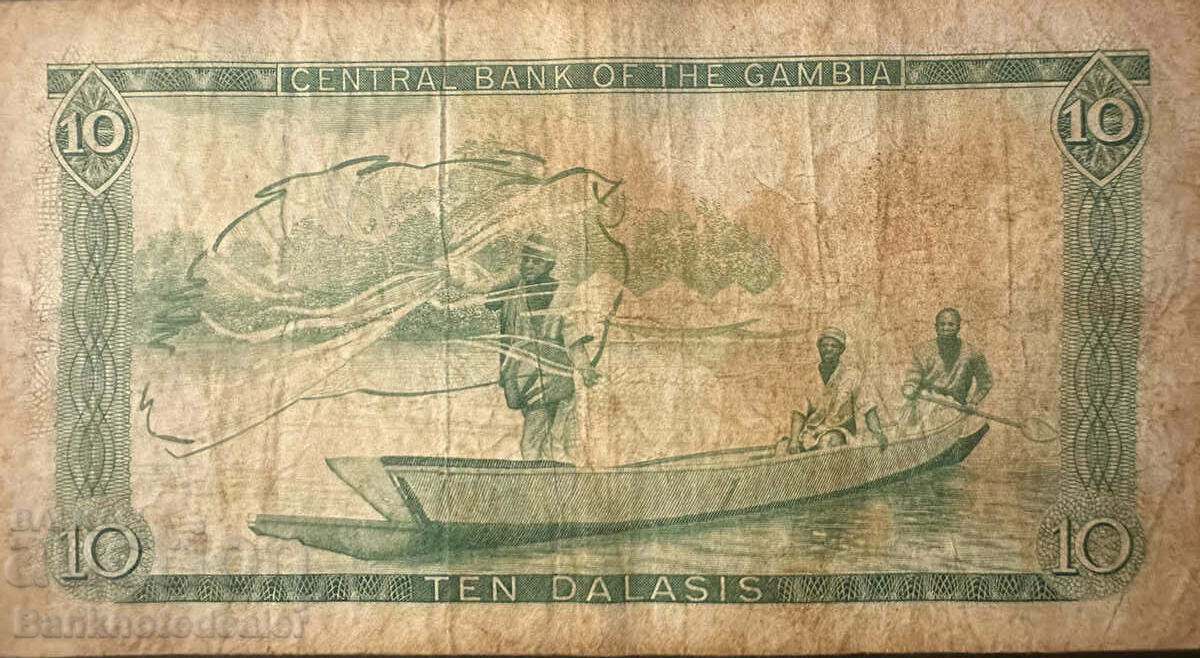 CENTRAL BANK OF THE GAMBIA
10 10
10 10
TEN DALASIS
Banknotedealer